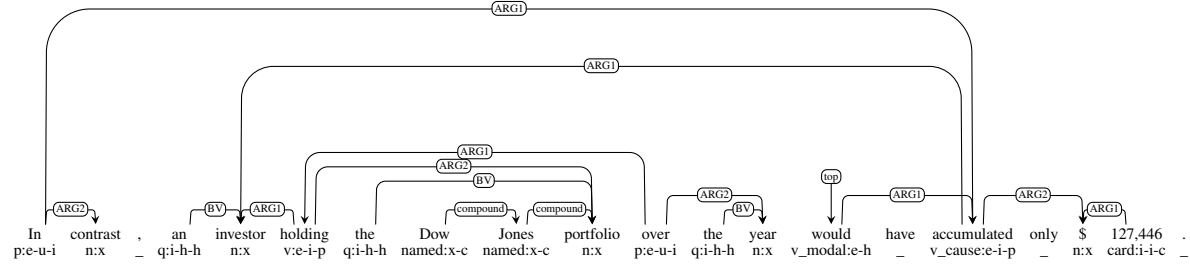 ARG1
ARG1
ARG1
ARG2
BV
top
ARG2 BV ARG1 compound compound ARG2 BV ARG1 ARG2 ARG1
In contrast , an investor holding the Dow Jones portfolio over the year would have accumulated only $ 127,446 .
p:e-u-i n:x _ q:i-h-h n:x v:e-i-p q:i-h-h named:x-c named:x-c n:x p:e-u-i q:i-h-h n:x v_modal:e-h _ v_cause:e-i-p _ n:x card:i-i-c _